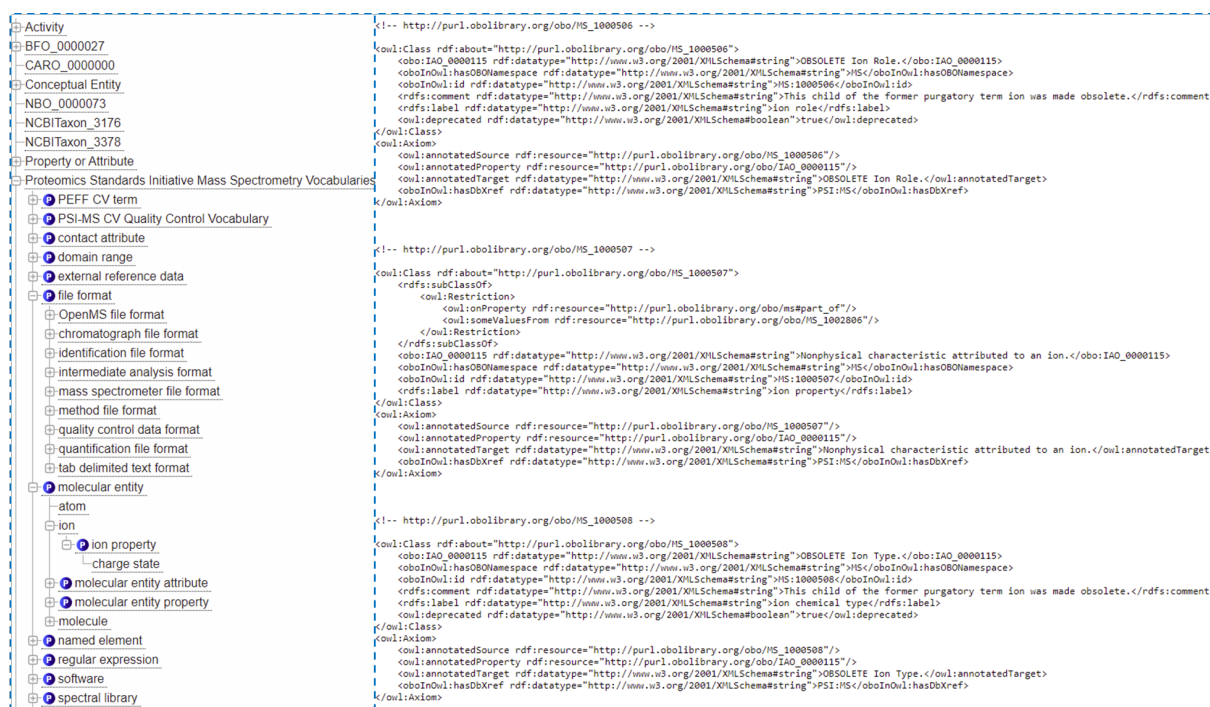 Activity
BFO_0000027
CARO_0000000
Conceptual Entity
NBO_0000073
NCBITaxon_3176
NCBITaxon_3378
Property or Attribute
Proteomics Standards Initiative Mass Spectrometry Vocabularies
P PEFF CV term
P PSI-MS CV Quality Control Vocabulary
P contact attribute
P domain range
P external reference data
P file format
OpenMS file format
chromatograph file format
identification file format
intermediate analysis format
mass spectrometer file format
method file format
quality control data format
quantification file format
tab delimited text format
P molecular entity
atom
ion
P ion property
charge state
P molecular entity attribute
P molecular entity property
molecule
P named element
P regular expression
P software
P spectral library
<!-- http://purl.obolibrary.org/obo/MS_1000506 -->
<owl:Class rdf:about="http://purl.obolibrary.org/obo/MS_1000506">
<obo:IAO_0000115 rdf:datatype="http://www.w3.org/2001/XMLSchema#string">OBSOLETE Ion Role.</obo:IAO_0000115>
<oboInOwl:hasOBONamespace rdf:datatype="http://www.w3.org/2001/XMLSchema#string">MS</oboInOwl:hasOBONamespace>
<oboInOwl:id rdf:datatype="http://www.w3.org/2001/XMLSchema#string">MS:1000506</oboInOwl:id>
<rdfs:comment rdf:datatype="http://www.w3.org/2001/XMLSchema#string">This child of the former purgatory term ion was made obsolete.</rdfs:comment
<rdfs:label rdf:datatype="http://www.w3.org/2001/XMLSchema#string">ion role</rdfs:label>
<owl:deprecated rdf:datatype="http://www.w3.org/2001/XMLSchema#boolean">true</owl:deprecated>
</owl:Class>
<owl:Axiom>
<owl:annotatedSource rdf:resource="http://purl.obolibrary.org/obo/MS_1000506"/>
<owl:annotatedProperty rdf:resource="http://purl.obolibrary.org/obo/IAO_0000115"/>
<owl:annotatedTarget rdf:datatype="http://www.w3.org/2001/XMLSchema#string">OBSOLETE Ion Role.</owl:annotatedTarget>
<oboInOwl:hasDbXref rdf:datatype="http://www.w3.org/2001/XMLSchema#string">PSI:MS</oboInOwl:hasDbXref>
</owl:Axiom>
<!-- http://purl.obolibrary.org/obo/MS_1000507 -->
<owl:Class rdf:about="http://purl.obolibrary.org/obo/MS_1000507">
<rdfs:subClassOf>
<owl:Restriction>
<owl:onProperty rdf:resource="http://purl.obolibrary.org/obo/ms#part_of"/>
<owl:someValuesFrom rdf:resource="http://purl.obolibrary.org/obo/MS_1002806"/>
</owl:Restriction>
</rdfs:subClassOf>
<obo:IAO_0000115 rdf:datatype="http://www.w3.org/2001/XMLSchema#string">Nonphysical characteristic attributed to an ion.</obo:IAO_0000115>
<oboInOwl:hasOBONamespace rdf:datatype="http://www.w3.org/2001/XMLSchema#string">MS</oboInOwl:hasOBONamespace>
<oboInOwl:id rdf:datatype="http://www.w3.org/2001/XMLSchema#string">MS:1000507</oboInOwl:id>
<rdfs:label rdf:datatype="http://www.w3.org/2001/XMLSchema#string">ion property</rdfs:label>
</owl:Class>
<owl:Axiom>
<owl:annotatedSource rdf:resource="http://purl.obolibrary.org/obo/MS_1000507"/>
<owl:annotatedProperty rdf:resource="http://purl.obolibrary.org/obo/IAO_0000115"/>
<owl:annotatedTarget rdf:datatype="http://www.w3.org/2001/XMLSchema#string">Nonphysical characteristic attributed to an ion.</owl:annotatedTarget
<oboInOwl:hasDbXref rdf:datatype="http://www.w3.org/2001/XMLSchema#string">PSI:MS</oboInOwl:hasDbXref>
</owl:Axiom>
<!-- http://purl.obolibrary.org/obo/MS_1000508 -->
<owl:Class rdf:about="http://purl.obolibrary.org/obo/MS_1000508">
<obo:IAO_0000115 rdf:datatype="http://www.w3.org/2001/XMLSchema#string">OBSOLETE Ion Type.</obo:IAO_0000115>
<oboInOwl:hasOBONamespace rdf:datatype="http://www.w3.org/2001/XMLSchema#string">MS</oboInOwl:hasOBONamespace>
<oboInOwl:id rdf:datatype="http://www.w3.org/2001/XMLSchema#string">MS:1000508</oboInOwl:id>
<rdfs:comment rdf:datatype="http://www.w3.org/2001/XMLSchema#string">This child of the former purgatory term ion was made obsolete.</rdfs:comment
<rdfs:label rdf:datatype="http://www.w3.org/2001/XMLSchema#string">ion chemical type</rdfs:label>
<owl:deprecated rdf:datatype="http://www.w3.org/2001/XMLSchema#boolean">true</owl:deprecated>
</owl:Class>
<owl:Axiom>
<owl:annotatedSource rdf:resource="http://purl.obolibrary.org/obo/MS_1000508"/>
<owl:annotatedProperty rdf:resource="http://purl.obolibrary.org/obo/IAO_0000115"/>
<owl:annotatedTarget rdf:datatype="http://www.w3.org/2001/XMLSchema#string">OBSOLETE Ion Type.</owl:annotatedTarget>
<oboInOwl:hasDbXref rdf:datatype="http://www.w3.org/2001/XMLSchema#string">PSI:MS</oboInOwl:hasDbXref>
</owl:Axiom>